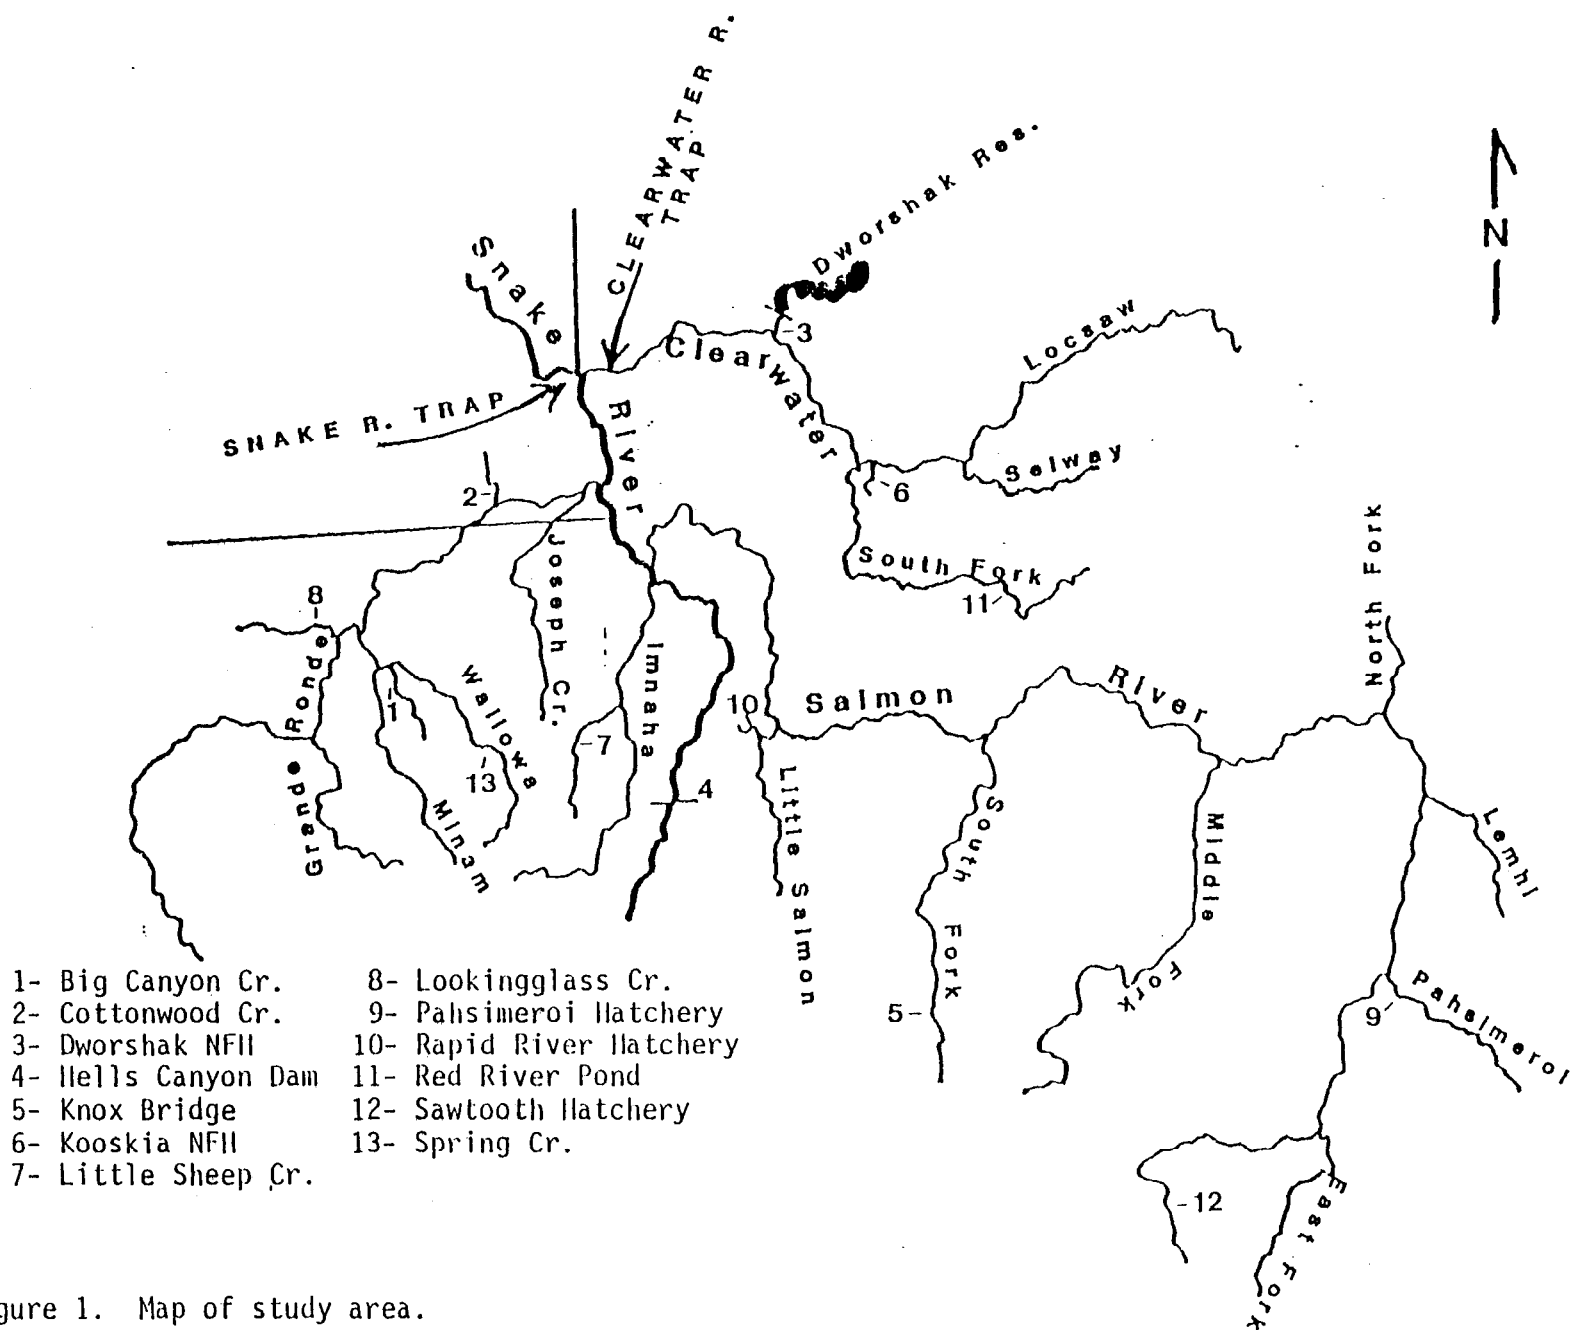 CLEARWATER R.
TRAP
Dworshak Res.
N
Snake
River
SNAKE R. TRAP
Clearwater
3
Locsaw
Selway
6
2
South Fork
11
North Fork
8
Joseph Cr.
Imnaha
Grande Ronde
Wallowa
1
13
Minam
7
4
10
Salmon
River
Little Salmon
South
Fork
5
Middle
Fork
Lemhi
Pahsimeroi
9
12
East Fork
1- Big Canyon Cr.
2- Cottonwood Cr.
3- Dworshak NFH
4- Hells Canyon Dam
5- Knox Bridge
6- Kooskia NFH
7- Little Sheep Cr.
8- Lookingglass Cr.
9- Pahsimeroi Hatchery
10- Rapid River Hatchery
11- Red River Pond
12- Sawtooth Hatchery
13- Spring Cr.
gure 1. Map of study area.